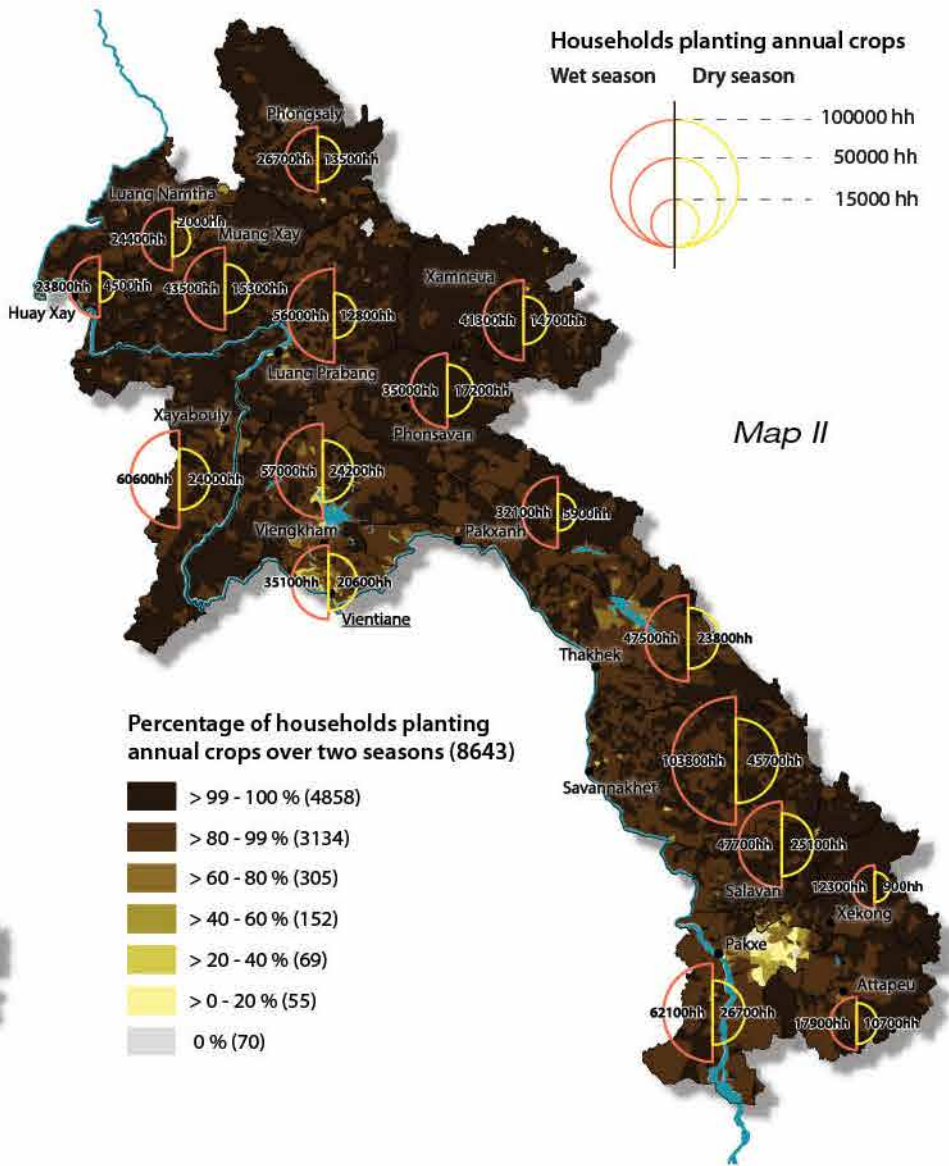 Households planting annual crops
Wet season Dry season
100000 hh
50000 hh
15000 hh
Phongsaly
26700hh 13500hh
Luang Namtha
24400hh 2000hh
Muang Xay
43500hh 15300hh
23800hh 4500hh
Huay Xay
56000hh 12800hh
Luang Prabang
Xamneua
41300hh 14700hh
35000hh 17200hh
Phonsavan
Map II
Xayabouly
60600hh 24000hh
57000hh 24200hh
Viengkham
32100hh 5900hh
Pakxanh
35100hh 20600hh
Vientiane
47500hh 23800hh
Thakhek
103800hh 45700hh
Savannakhet
47700hh 25100hh
Salavan
12300hh 900hh
Xekong
Pakxe
62100hh 26700hh
Attapeu
17900hh 10700hh
Percentage of households planting
annual crops over two seasons (8643)
> 99 - 100 % (4858)
> 80 - 99 % (3134)
> 60 - 80 % (305)
> 40 - 60 % (152)
> 20 - 40 % (69)
> 0 - 20 % (55)
0 % (70)